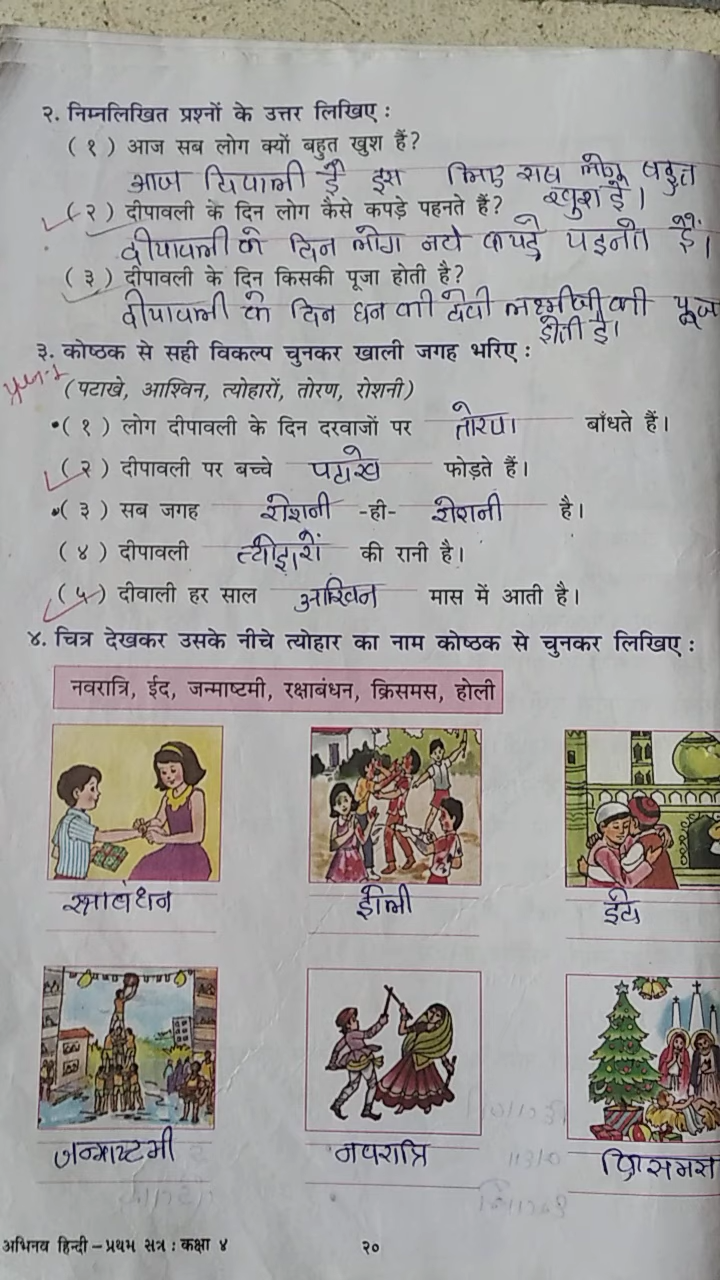 २. निम्नलिखित प्रश्नों के उत्तर लिखिए :
( १ ) आज सब लोग क्यों बहुत खुश हैं?
आज दिपाली है इस लिए सब लोग बहुत
खुश है।
( २ ) दीपावली के दिन लोग कैसे कपड़े पहनते हैं?
दीपावली के दिन लोग नये कपड़े पहनते हैं।
( ३ ) दीपावली के दिन किसकी पूजा होती है?
दीपावली के दिन धन की देवी लक्ष्मीजी की पूज
होती है।
३. कोष्ठक से सही विकल्प चुनकर खाली जगह भरिए :
(पटाखे, आश्विन, त्योहारों, तोरण, रोशनी)
( १ ) लोग दीपावली के दिन दरवाजों पर तोरण बाँधते हैं।
( २ ) दीपावली पर बच्चे पटाखे फोड़ते हैं।
( ३ ) सब जगह रोशनी -ही- रोशनी है।
( ४ ) दीपावली त्योहारों की रानी है।
( ५ ) दीवाली हर साल आश्विन मास में आती है।
४. चित्र देखकर उसके नीचे त्योहार का नाम कोष्ठक से चुनकर लिखिए :
नवरात्रि, ईद, जन्माष्टमी, रक्षाबंधन, क्रिसमस, होली
रक्षाबंधन होली ईद
जन्माष्टमी नवरात्रि क्रिसमस
अभिनव हिन्दी – प्रथम सत्र : कक्षा ४ २०